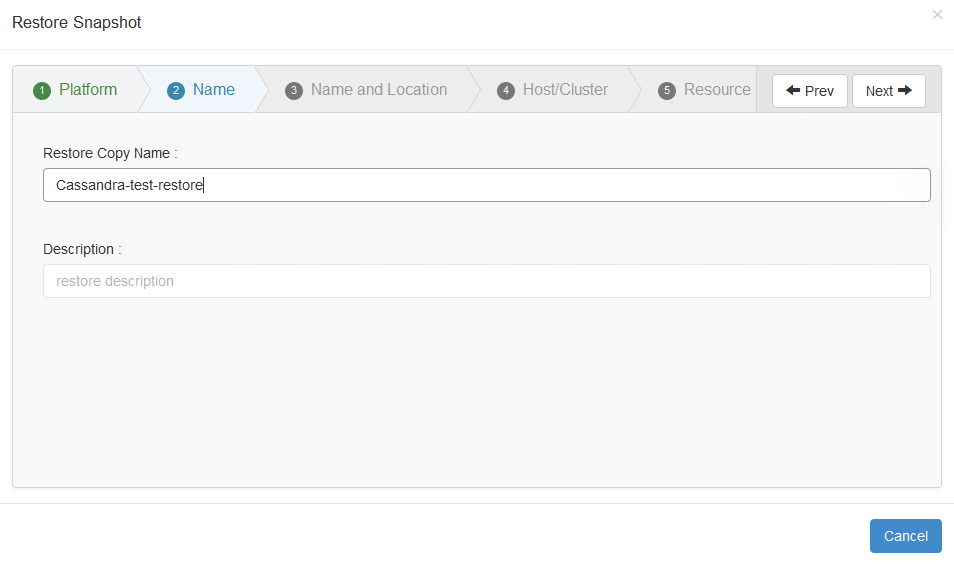 Restore Snapshot
×
1 Platform 2 Name 3 Name and Location 4 Host/Cluster 5 Resource Prev Next
Restore Copy Name :
Cassandra-test-restore
Description :
restore description
Cancel